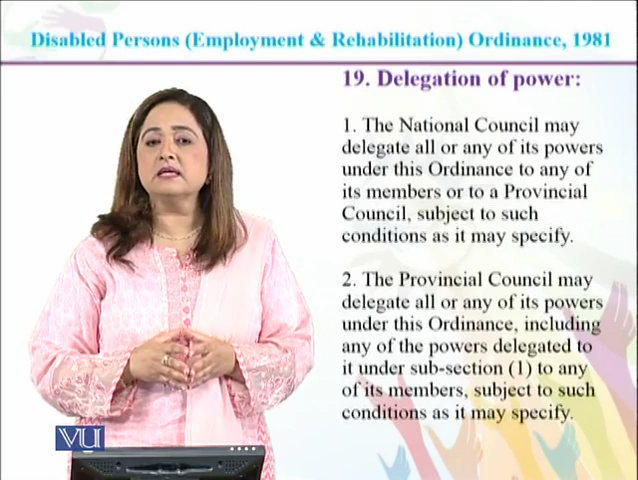 Disabled Persons (Employment & Rehabilitation) Ordinance, 1981
19. Delegation of power:
1. The National Council may
delegate all or any of its powers
under this Ordinance to any of
its members or to a Provincial
Council, subject to such
conditions as it may specify.
2. The Provincial Council may
delegate all or any of its powers
under this Ordinance, including
any of the powers delegated to
it under sub-section (1) to any
of its members, subject to such
conditions as it may specify.
VU